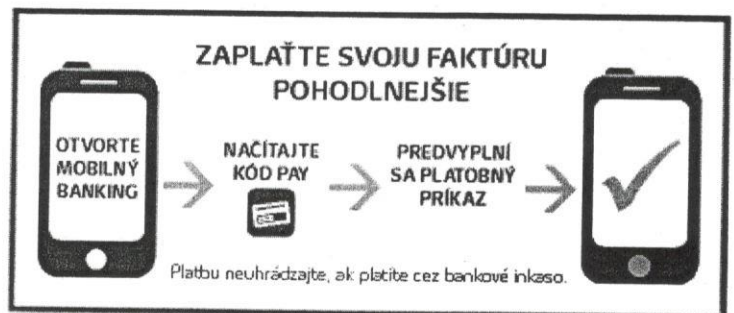 ZAPLAŤTE SVOJU FAKTÚRU
POHODLNEJŠIE
OTVORTE
MOBILNÝ
BANKING
NAČÍTAJTE
KÓD PAY
PREDVYPLNÍ
SA PLATOBNÝ
PRÍKAZ
Platbu neuhrádzajte, ak platíte cez bankové inkaso.